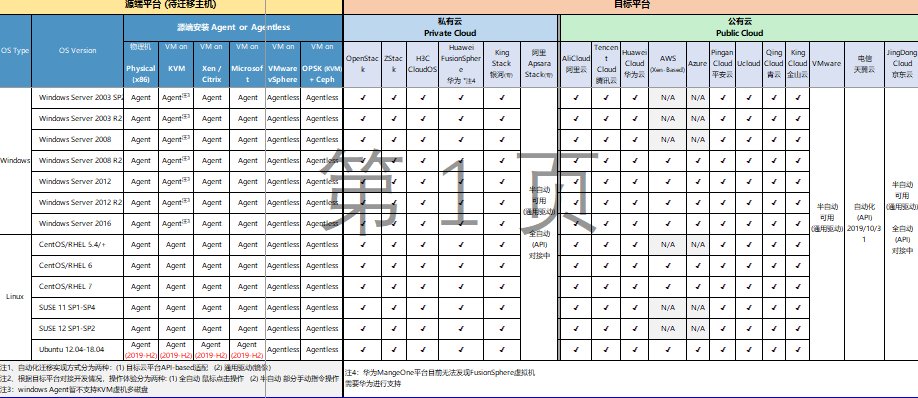 源端平台 (待迁移主机) 目标平台
源端安装 Agent or Agentless 私有云 公有云
Private Cloud Public Cloud
OS Type OS Version 物理机 Physical (x86) VM on KVM VM on Xen / Citrix VM on Microsoft VM on VMware vSphere VM on OPSK (KVM) + Ceph OpenStack ZStack H3C CloudOS Huawei FusionSphere 华为 *注4 King Stack 银河(暂) 阿里 Apsara Stack(暂) AliCloud 阿里云 Tencent Cloud 腾讯云 Huawei Cloud 华为云 AWS (Xen-Based) Azure Pingan Cloud 平安云 Ucloud Qing Cloud 青云 King Cloud 金山云 VMware 电信 天翼云 JingDong Cloud 京东云
Windows
Windows Server 2003 SP2 Agent Agent注3 Agent Agent Agentless Agentless ✔ ✔ ✔ ✔ ✔ ✔ ✔ ✔ N/A N/A ✔ ✔ ✔ ✔
Windows Server 2003 R2 Agent Agent注3 Agent Agent Agentless Agentless ✔ ✔ ✔ ✔ ✔ ✔ ✔ ✔ N/A N/A ✔ ✔ ✔ ✔
Windows Server 2008 Agent Agent注3 Agent Agent Agentless Agentless ✔ ✔ ✔ ✔ ✔ ✔ ✔ ✔ N/A N/A ✔ ✔ ✔ ✔
Windows Server 2008 R2 Agent Agent注3 Agent Agent Agentless Agentless ✔ ✔ ✔ ✔ ✔ ✔ ✔ ✔ ✔ ✔ ✔ ✔ ✔ ✔
Windows Server 2012 Agent Agent注3 Agent Agent Agentless Agentless ✔ ✔ ✔ ✔ ✔ ✔ ✔ ✔ ✔ ✔ ✔ ✔ ✔ ✔
Windows Server 2012 R2 Agent Agent注3 Agent Agent Agentless Agentless ✔ ✔ ✔ ✔ ✔ ✔ ✔ ✔ ✔ ✔ ✔ ✔ ✔ ✔
Windows Server 2016 Agent Agent注3 Agent Agent Agentless Agentless ✔ ✔ ✔ ✔ ✔ ✔ ✔ ✔ ✔ ✔ ✔ ✔ ✔ ✔
Linux
CentOS/RHEL 5.4/+ Agent Agent Agent Agent Agentless Agentless ✔ ✔ ✔ ✔ ✔ ✔ ✔ ✔ N/A N/A ✔ ✔ ✔ ✔
CentOS/RHEL 6 Agent Agent Agent Agent Agentless Agentless ✔ ✔ ✔ ✔ ✔ ✔ ✔ ✔ ✔ ✔ ✔ ✔ ✔ ✔
CentOS/RHEL 7 Agent Agent Agent Agent Agentless Agentless ✔ ✔ ✔ ✔ ✔ ✔ ✔ ✔ ✔ ✔ ✔ ✔ ✔ ✔
SUSE 11 SP1-SP4 Agent Agent Agent Agent Agentless Agentless ✔ ✔ ✔ ✔ ✔ ✔ ✔ ✔ N/A ✔ ✔ ✔ ✔ ✔
SUSE 12 SP1-SP2 Agent Agent Agent Agent Agentless Agentless ✔ ✔ ✔ ✔ ✔ ✔ ✔ ✔ N/A ✔ ✔ ✔ ✔ ✔
Ubuntu 12.04-18.04 Agent Agent Agent Agent Agentless Agentless ✔ ✔ ✔ ✔ ✔ ✔ ✔ ✔ ✔ ✔ ✔ ✔ ✔ ✔
(2019-H2) (2019-H2) (2019-H2) (2019-H2)
半自动
可用
(通用驱动)
全自动
(API)
对接中
半自动
可用
(通用驱动)
自动化
(API)
2019/10/3
1
半自动
可用
(通用驱动)
全自动
(API)
对接中
第 1 页
注1、自动化迁移实现方式分为两种：(1) 目标云平台API-based适配 (2) 通用驱动(镜像)
注2、根据目标平台对接开发情况，操作体验分为两种: (1) 全自动 鼠标点击操作 (2) 半自动 部分手动指令操作
注3：windows Agent暂不支持KVM虚机多磁盘
注4：华为MangeOne平台目前无法发现FusionSphere虚拟机
需要华为进行支持